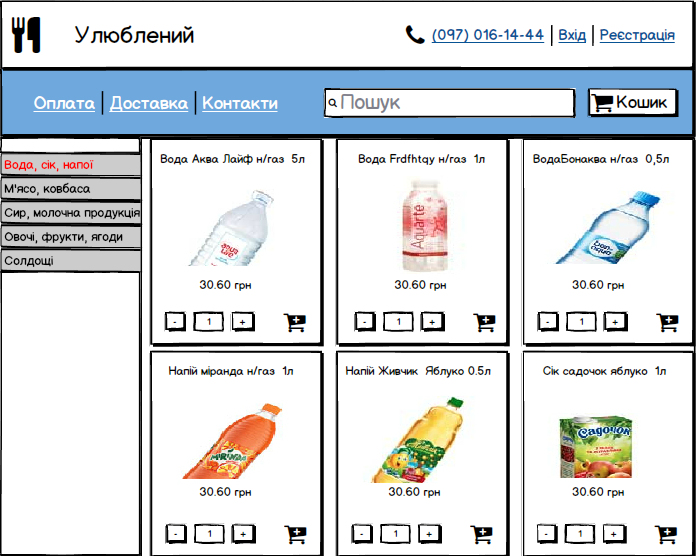 Улюблений
(097) 016-14-44 Вхід Реєстрація
Оплата Доставка Контакти Пошук Кошик
Вода, сік, напої
М'ясо, ковбаса
Сир, молочна продукція
Овочі, фрукти, ягоди
Солдощі
Вода Аква Лайф н/газ 5л
Вода Frdfhtqy н/газ 1л
ВодаБонаква н/газ 0,5л
Aquarte
30.60 грн
30.60 грн
30.60 грн
- 1 +
- 1 +
- 1 +
Напій міранда н/газ 1л
Напій Живчик Яблуко 0.5л
Сік садочок яблуко 1л
MIRINDA
Садочок
30.60 грн
30.60 грн
30.60 грн
- 1 +
- 1 +
- 1 +